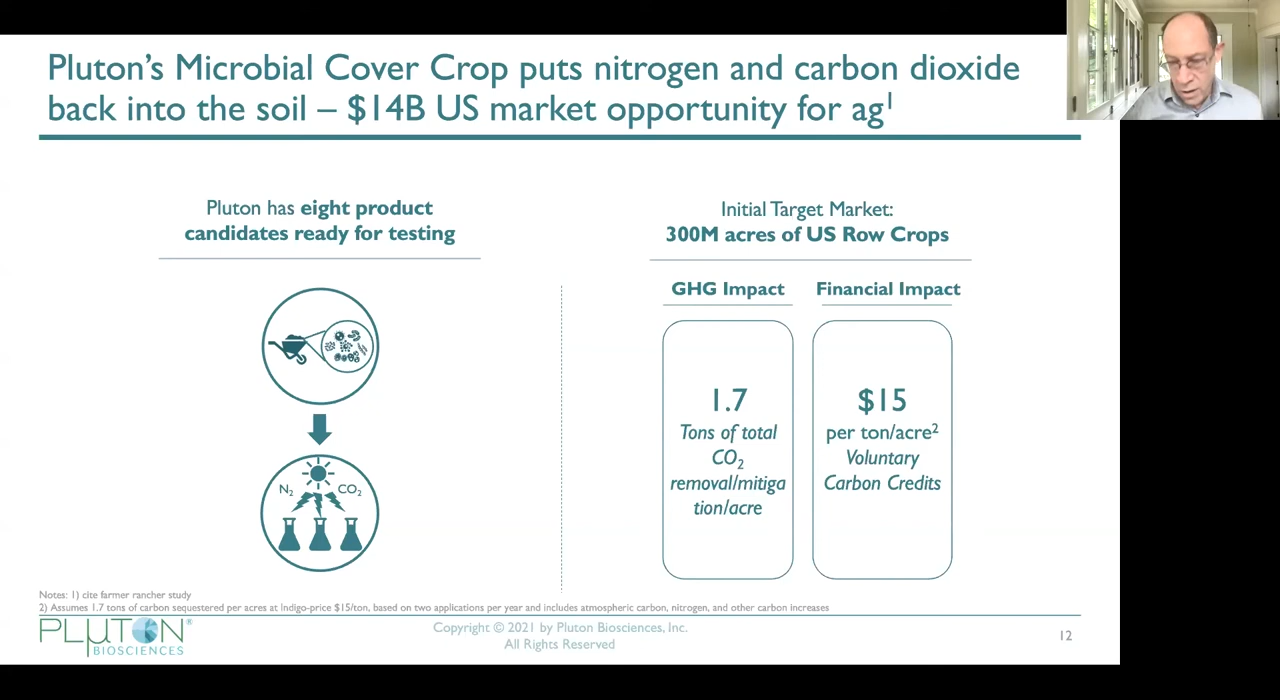 Pluton's Microbial Cover Crop puts nitrogen and carbon dioxide
back into the soil – $14B US market opportunity for ag1
Pluton has eight product
candidates ready for testing
N2
CO2
Initial Target Market:
300M acres of US Row Crops
GHG Impact
1.7
Tons of total
CO2
removal/mitiga
tion/acre
Financial Impact
$15
per ton/acre2
Voluntary
Carbon Credits
Notes: 1) cite farmer rancher study
2) Assumes 1.7 tons of carbon sequestered per acres at Indigo-price $15/ton, based on two applications per year and includes atmospheric carbon, nitrogen, and other carbon increases
PLµTON®
BIOSCIENCES
Copyright © 2021 by Pluton Biosciences, Inc.
All Rights Reserved
12